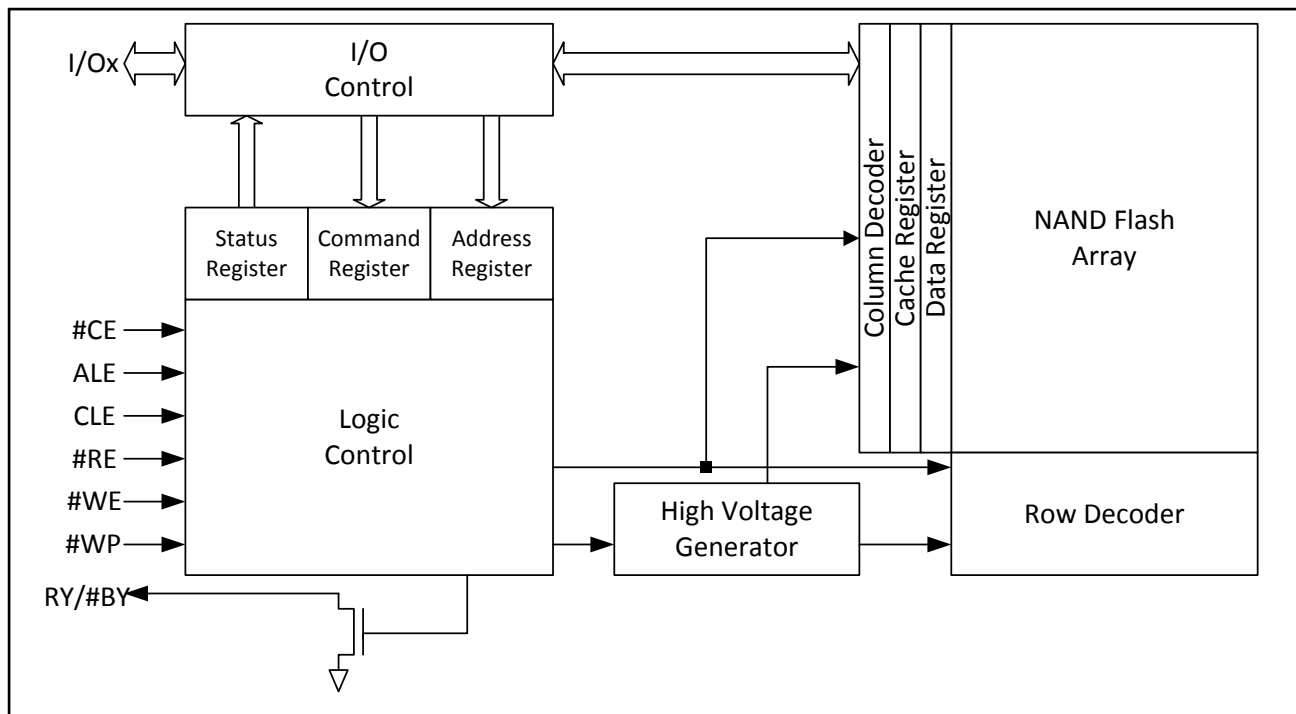 I/Ox
I/O
Control
Status
Register
Command
Register
Address
Register
#CE
ALE
CLE
#RE
#WE
#WP
RY/#BY
Logic
Control
High Voltage
Generator
Column Decoder
Cache Register
Data Register
NAND Flash
Array
Row Decoder